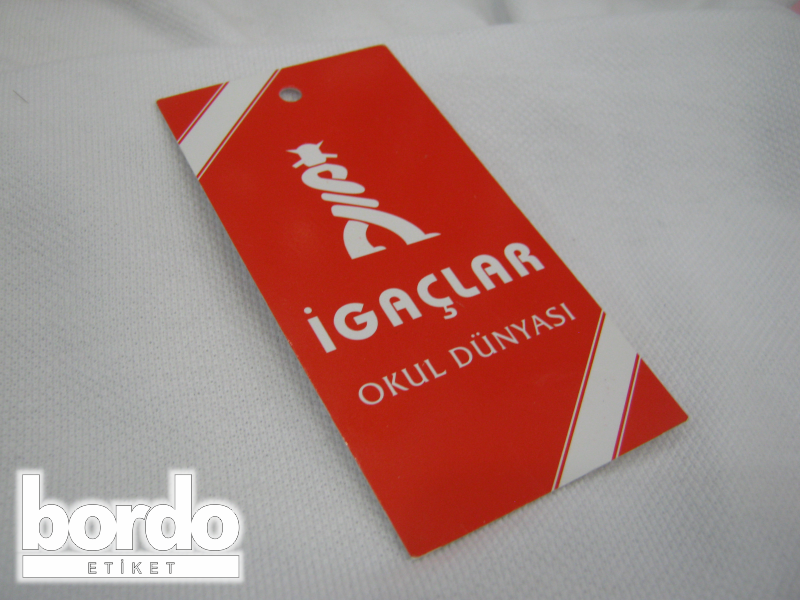 İGAÇLAR
OKUL DÜNYASI
bordo
ETİKET